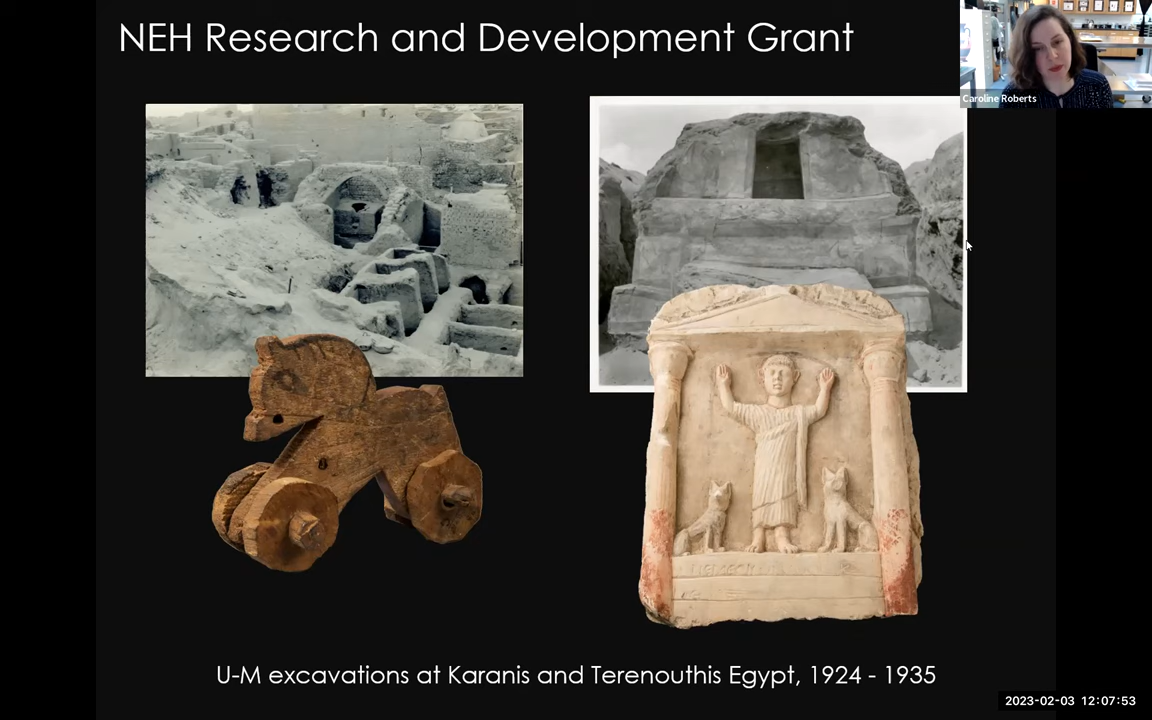 NEH Research and Development Grant
Caroline Roberts
U-M excavations at Karanis and Terenouthis Egypt, 1924 - 1935
2023-02-03 12:07:53